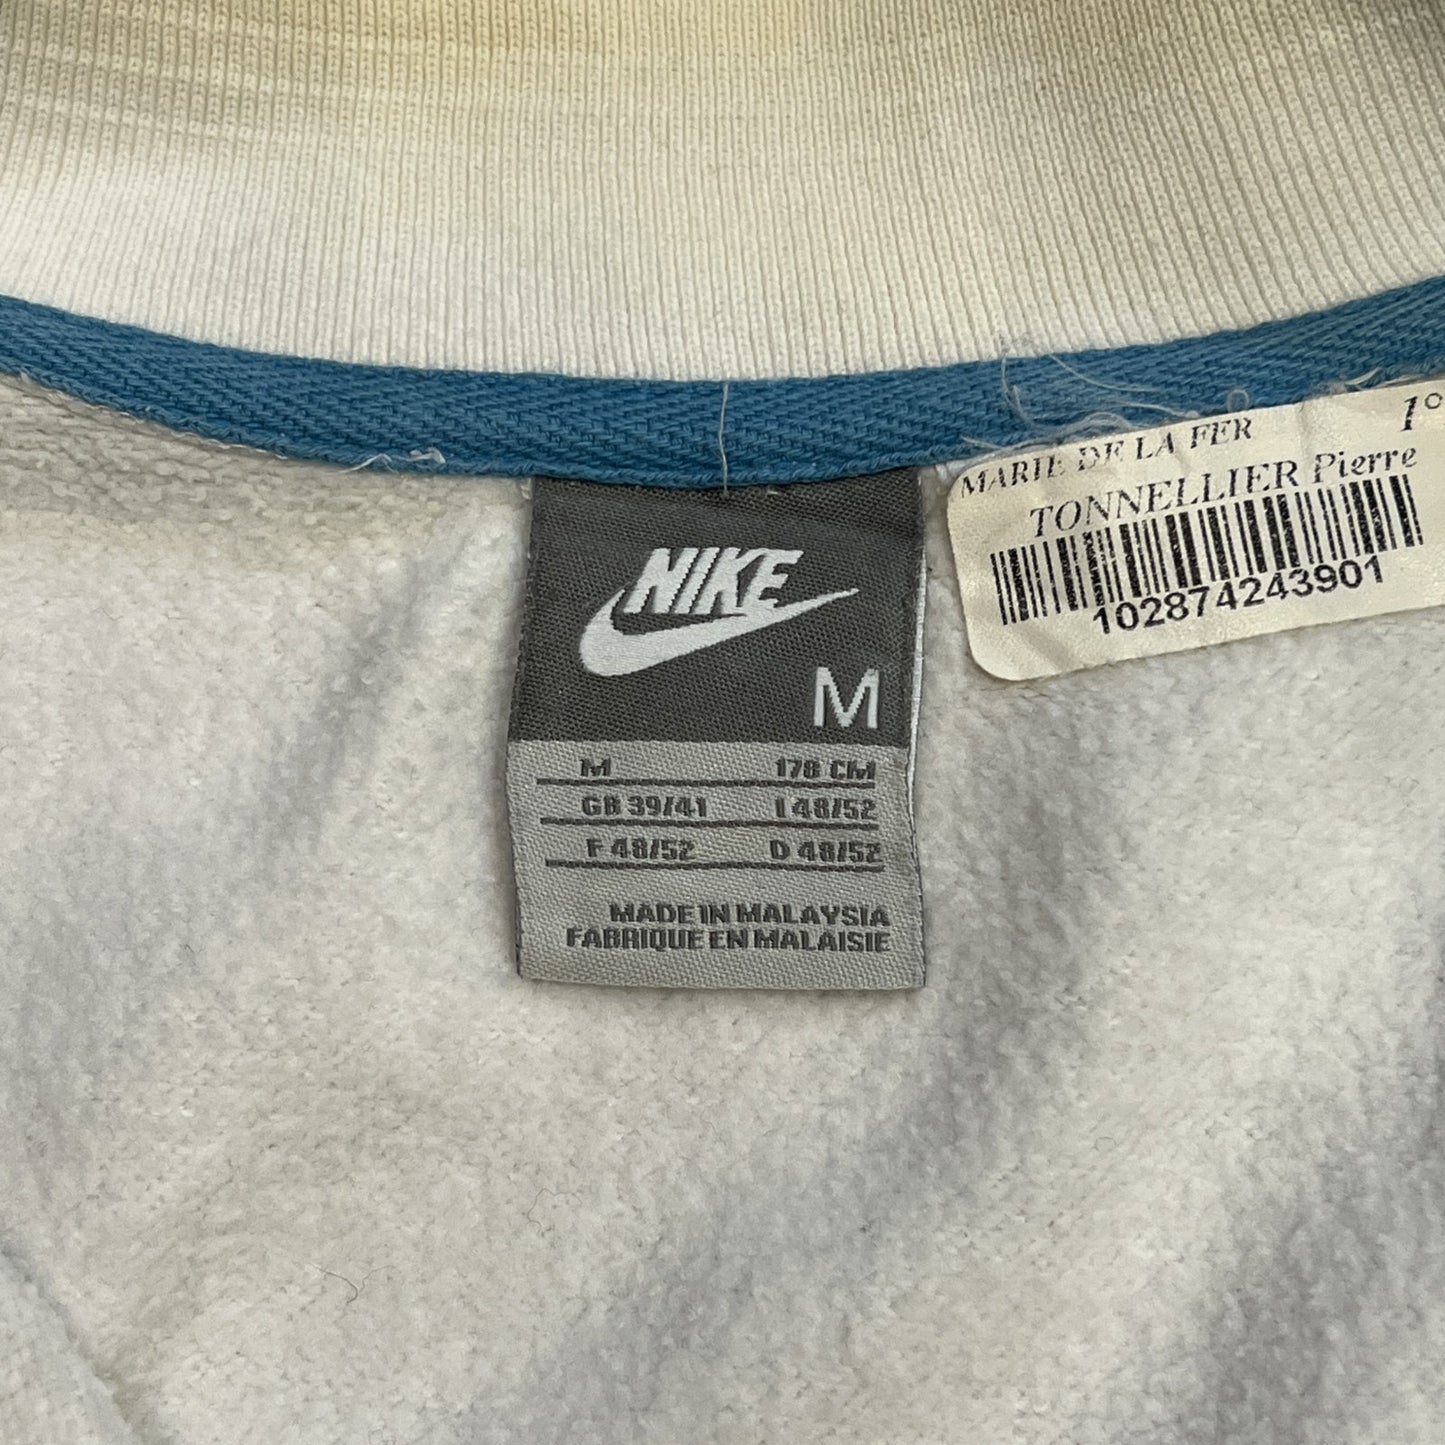 MARIE DE LA FER 1°
TONNELLIER Pierre
102874243901
NIKE
M
M 178 CM
GB 39/41 I 48/52
F 48/52 D 48/52
MADE IN MALAYSIA
FABRIQUE EN MALAISIE